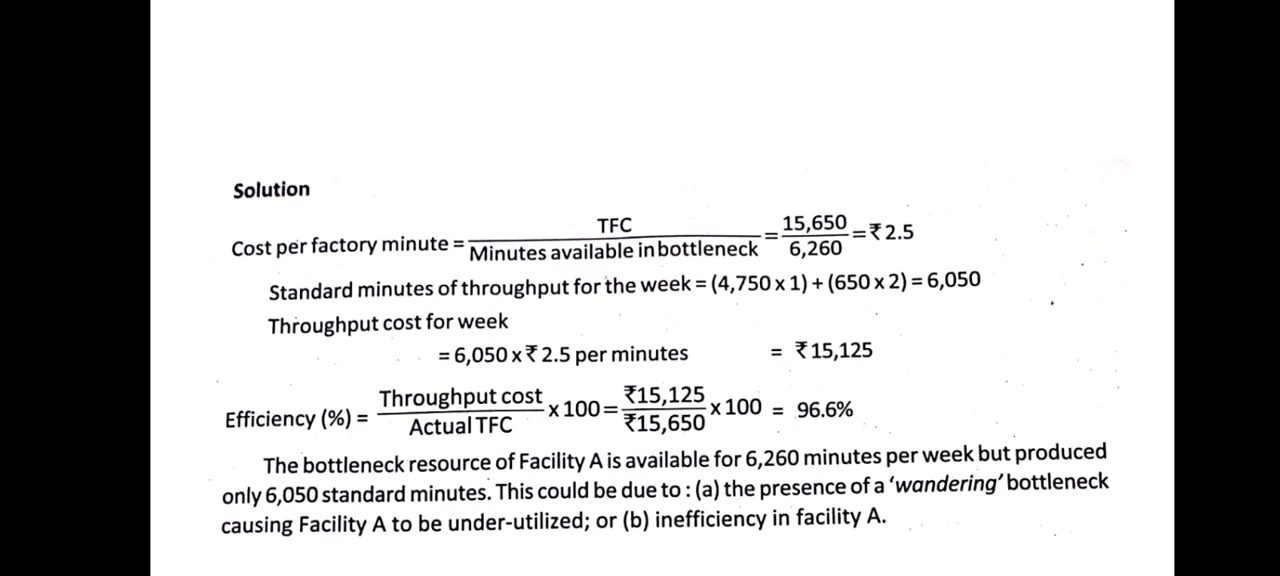 Solution
Cost per factory minute = TFC / Minutes available in bottleneck = 15,650 / 6,260 = ₹ 2.5
Standard minutes of throughput for the week = (4,750 x 1) + (650 x 2) = 6,050
Throughput cost for week
= 6,050 x ₹ 2.5 per minutes = ₹ 15,125
Efficiency (%) = Throughput cost / Actual TFC x 100 = ₹15,125 / ₹15,650 x 100 = 96.6%
The bottleneck resource of Facility A is available for 6,260 minutes per week but produced
only 6,050 standard minutes. This could be due to : (a) the presence of a 'wandering' bottleneck
causing Facility A to be under-utilized; or (b) inefficiency in facility A.